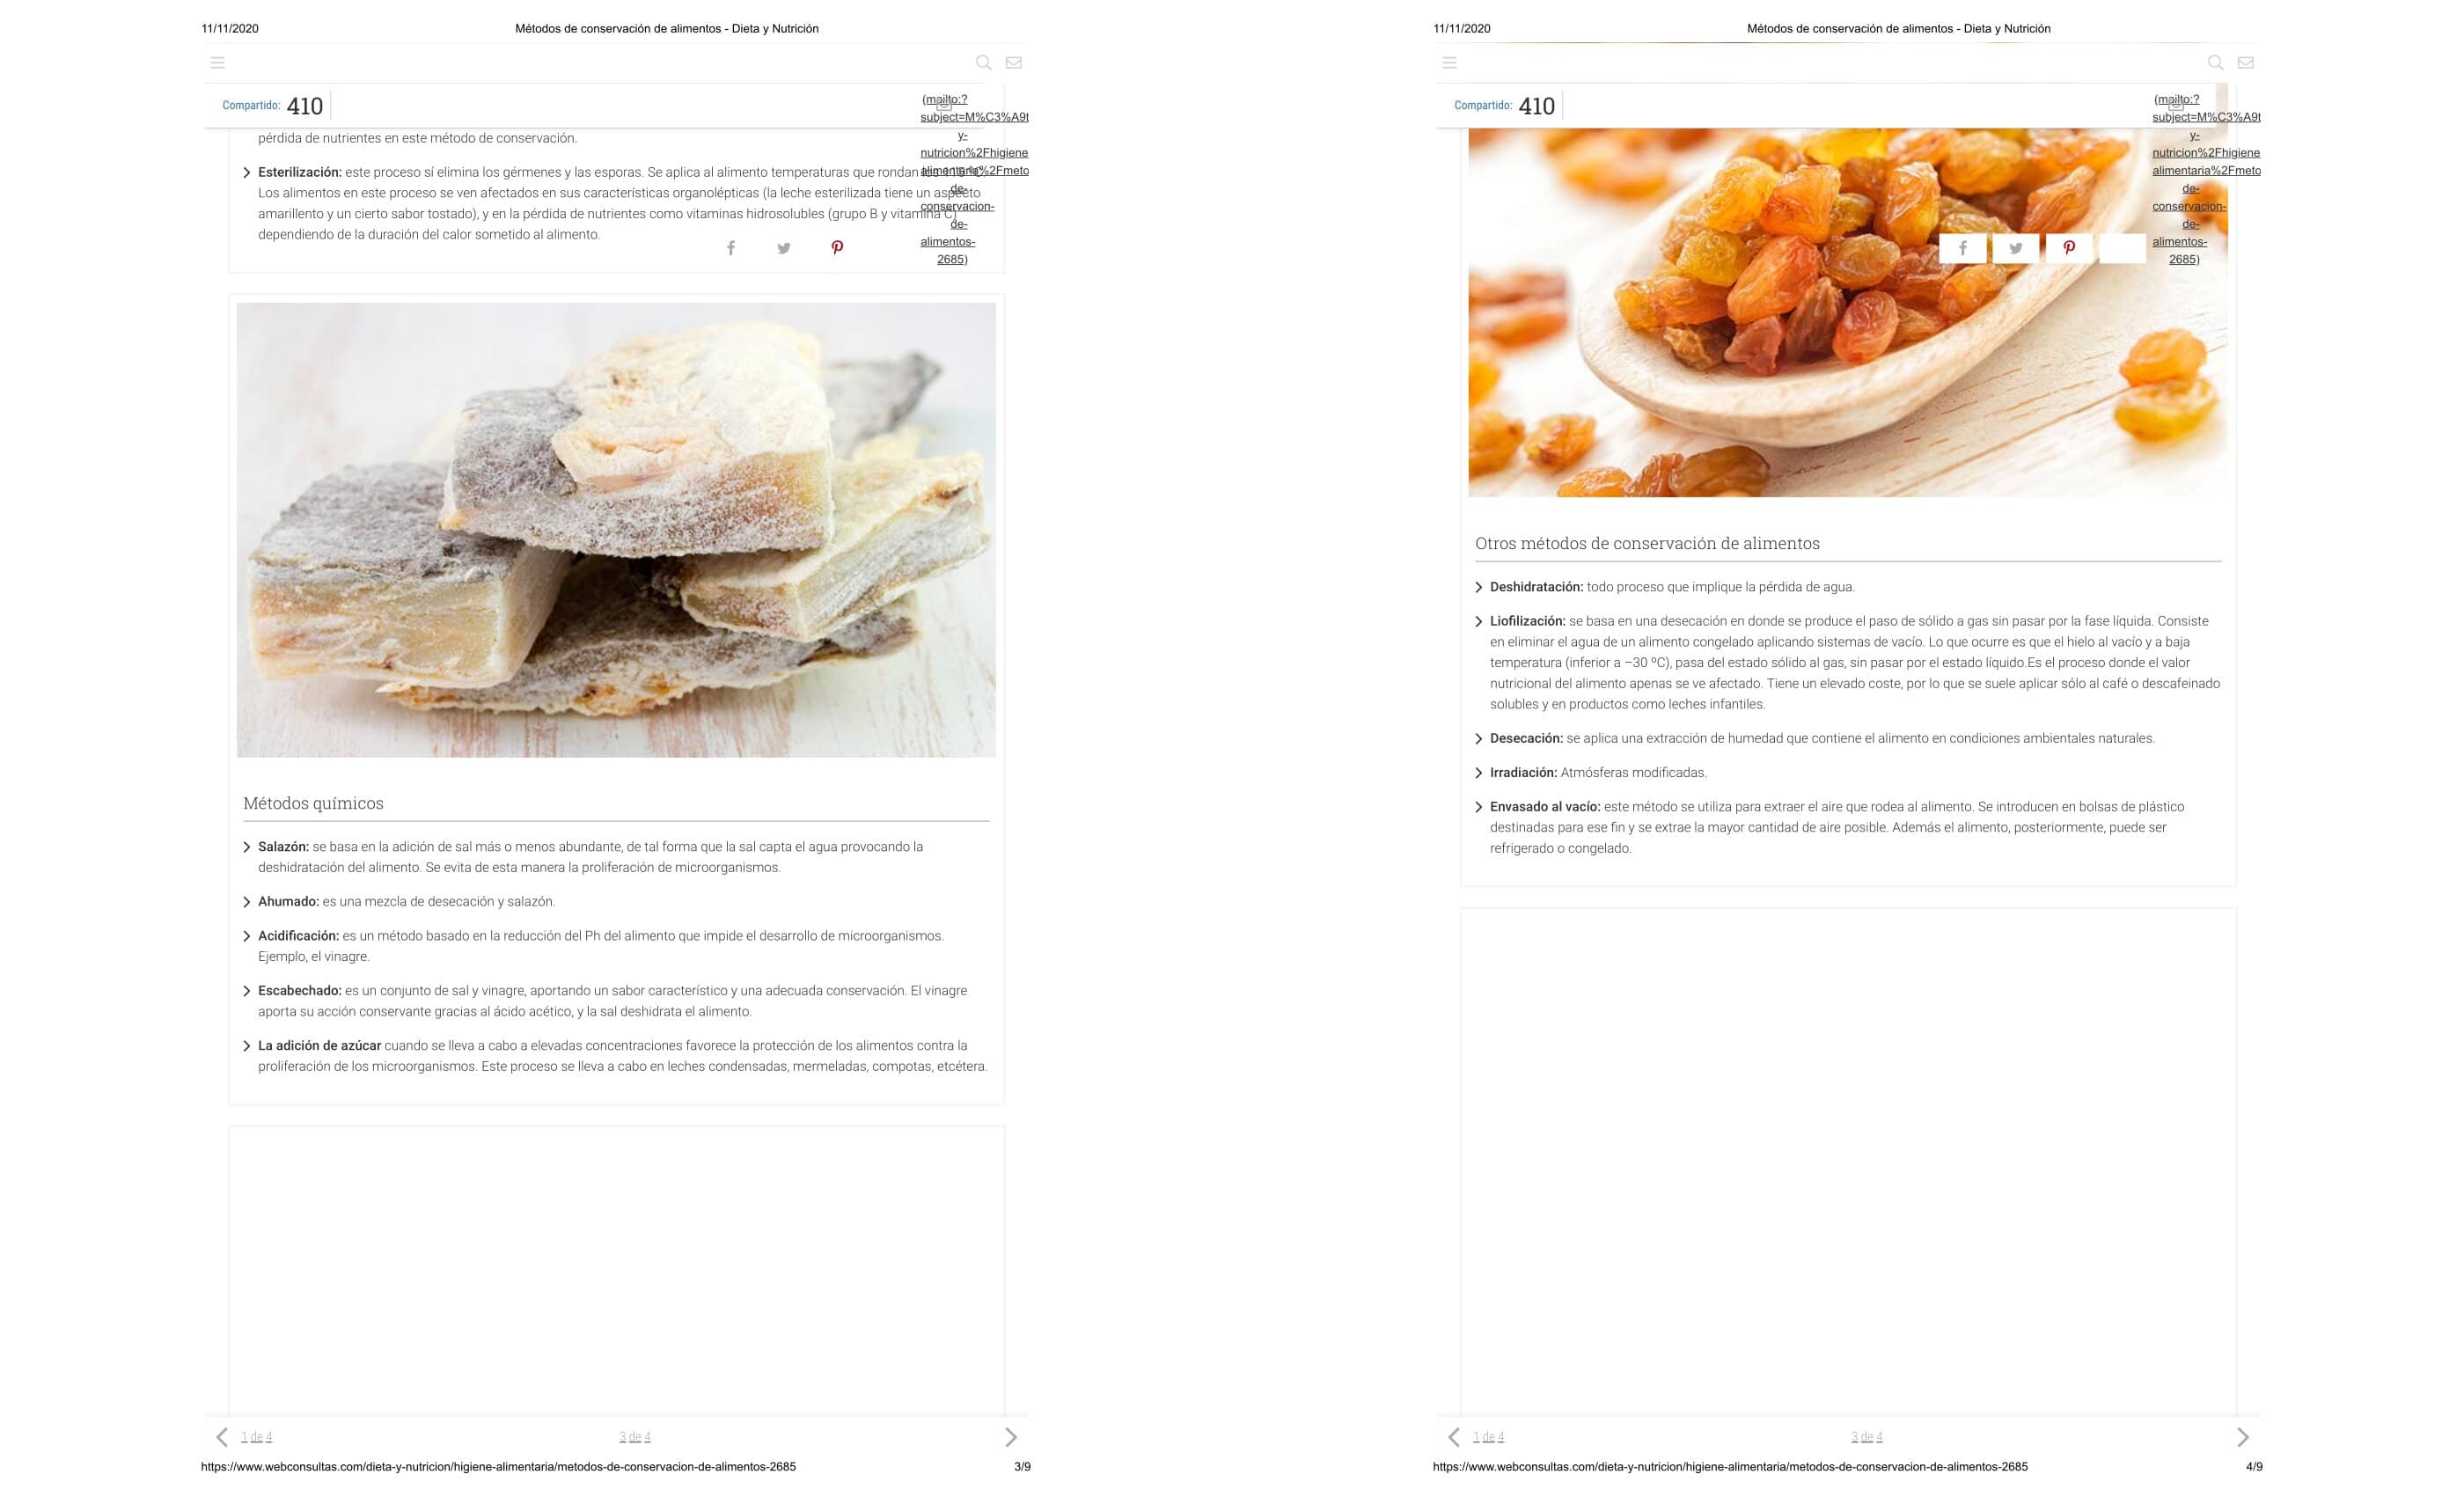 11/11/2020 Métodos de conservación de alimentos - Dieta y Nutrición
Compartido: 410
(mailto:?
subject=M%C3%A9t
y-
nutricion%2Fhigiene
alimentaria%2Fmeto
de-
conservacion-
de-
alimentos-
2685)
pérdida de nutrientes en este método de conservación.
Esterilización: este proceso sí elimina los gérmenes y las esporas. Se aplica al alimento temperaturas que rondan
Los alimentos en este proceso se ven afectados en sus características organolépticas (la leche esterilizada tiene un aspecto
amarillento y un cierto sabor tostado), y en la pérdida de nutrientes como vitaminas hidrosolubles (grupo B y vitamina C)
dependiendo de la duración del calor sometido al alimento.
Métodos químicos
Salazón: se basa en la adición de sal más o menos abundante, de tal forma que la sal capta el agua provocando la
deshidratación del alimento. Se evita de esta manera la proliferación de microorganismos.
Ahumado: es una mezcla de desecación y salazón.
Acidificación: es un método basado en la reducción del Ph del alimento que impide el desarrollo de microorganismos.
Ejemplo, el vinagre.
Escabechado: es un conjunto de sal y vinagre, aportando un sabor característico y una adecuada conservación. El vinagre
aporta su acción conservante gracias al ácido acético, y la sal deshidrata el alimento.
La adición de azúcar cuando se lleva a cabo a elevadas concentraciones favorece la protección de los alimentos contra la
proliferación de los microorganismos. Este proceso se lleva a cabo en leches condensadas, mermeladas, compotas, etcétera.
1 de 4 3 de 4
https://www.webconsultas.com/dieta-y-nutricion/higiene-alimentaria/metodos-de-conservacion-de-alimentos-2685 3/9
11/11/2020 Métodos de conservación de alimentos - Dieta y Nutrición
Compartido: 410
(mailto:?
subject=M%C3%A9t
y-
nutricion%2Fhigiene
alimentaria%2Fmeto
de-
conservacion-
de-
alimentos-
2685)
Otros métodos de conservación de alimentos
Deshidratación: todo proceso que implique la pérdida de agua.
Liofilización: se basa en una desecación en donde se produce el paso de sólido a gas sin pasar por la fase líquida. Consiste
en eliminar el agua de un alimento congelado aplicando sistemas de vacío. Lo que ocurre es que el hielo al vacío y a baja
temperatura (inferior a –30 ºC), pasa del estado sólido al gas, sin pasar por el estado líquido.Es el proceso donde el valor
nutricional del alimento apenas se ve afectado. Tiene un elevado coste, por lo que se suele aplicar sólo al café o descafeinado
solubles y en productos como leches infantiles.
Desecación: se aplica una extracción de humedad que contiene el alimento en condiciones ambientales naturales.
Irradiación: Atmósferas modificadas.
Envasado al vacío: este método se utiliza para extraer el aire que rodea al alimento. Se introducen en bolsas de plástico
destinadas para ese fin y se extrae la mayor cantidad de aire posible. Además el alimento, posteriormente, puede ser
refrigerado o congelado.
1 de 4 3 de 4
https://www.webconsultas.com/dieta-y-nutricion/higiene-alimentaria/metodos-de-conservacion-de-alimentos-2685 4/9